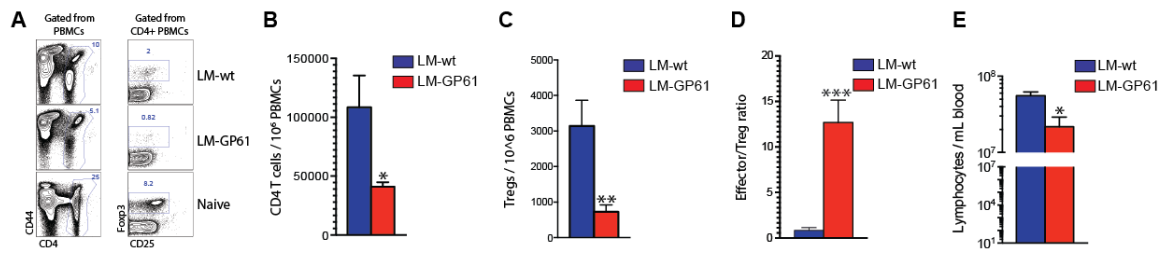 A
Gated from
PBMCs
Gated from
CD4+ PBMCs
10
2
LM-wt
5.1
0.82
LM-GP61
25
8.2
Naive
CD44
CD4
Foxp3
CD25
B
LM-wt
LM-GP61
150000
100000
50000
0
CD4 T cells / 10⁶ PBMCs
*
C
LM-wt
LM-GP61
5000
4000
3000
2000
1000
0
Tregs / 10^6 PBMCs
**
D
LM-wt
LM-GP61
20
15
10
5
0
Effector/Treg ratio
***
E
LM-wt
LM-GP61
10⁸
10⁷
10⁷
10⁴
10¹
Lymphocytes / mL blood
*